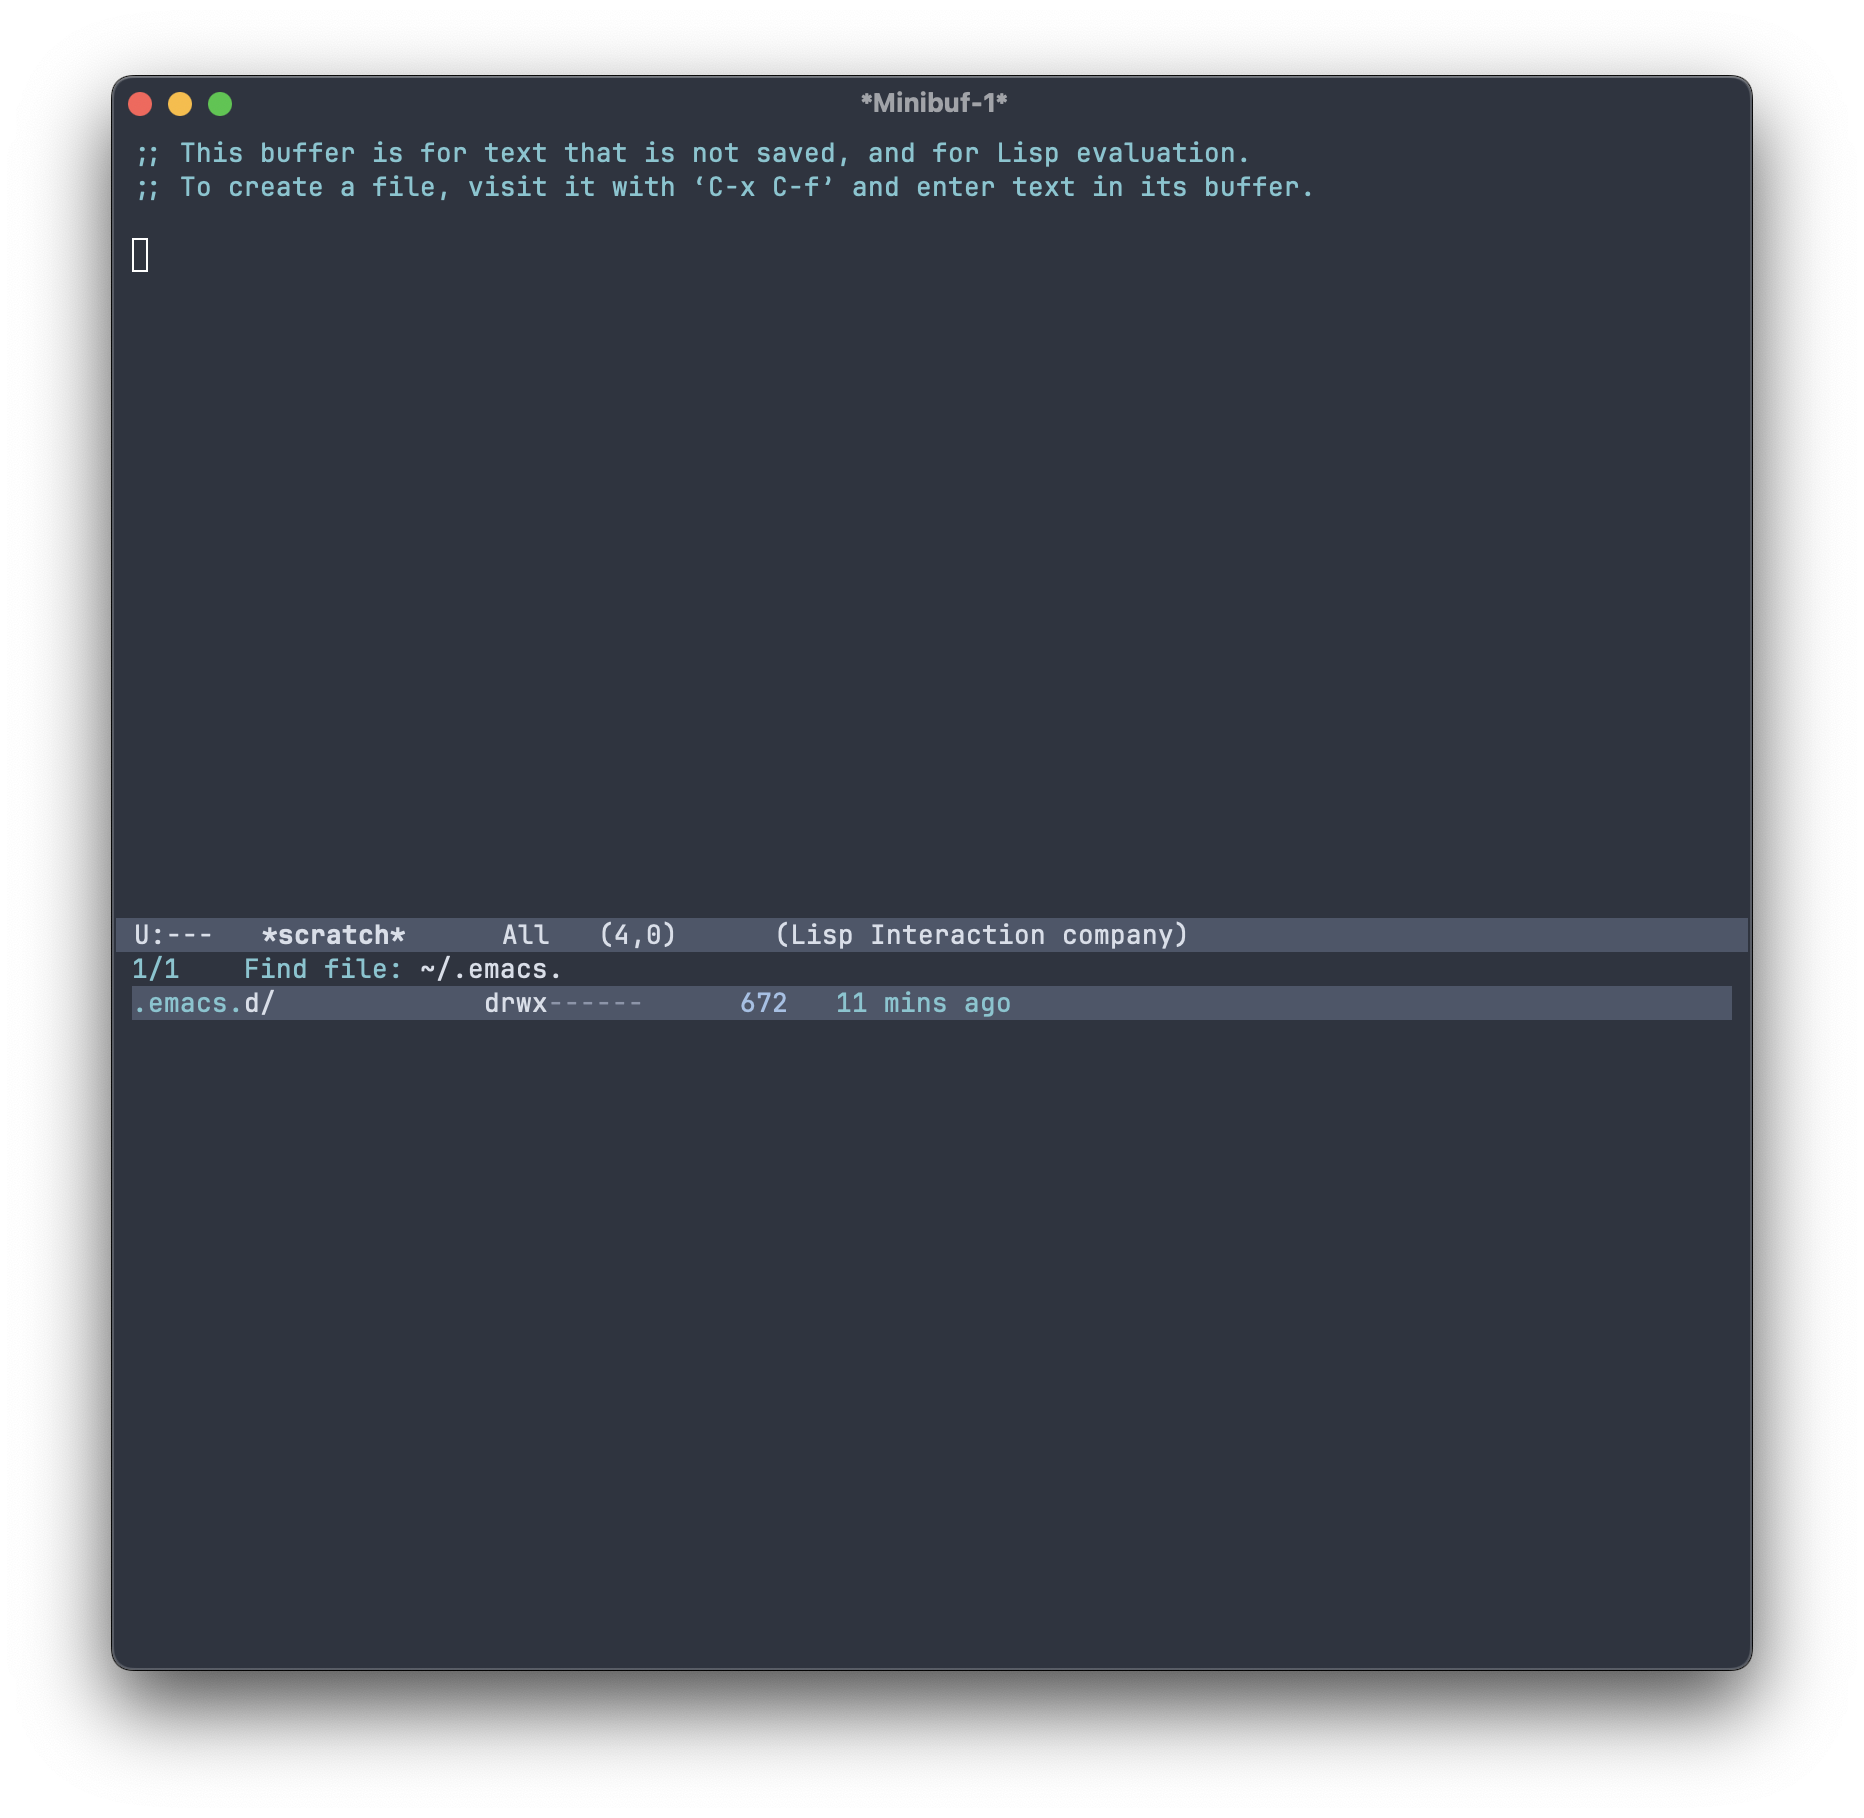 *Minibuf-1*
;; This buffer is for text that is not saved, and for Lisp evaluation.
;; To create a file, visit it with ‘C-x C-f’ and enter text in its buffer.
U:--- *scratch* All (4,0) (Lisp Interaction company)
1/1 Find file: ~/.emacs.
.emacs.d/ drwx------ 672 11 mins ago